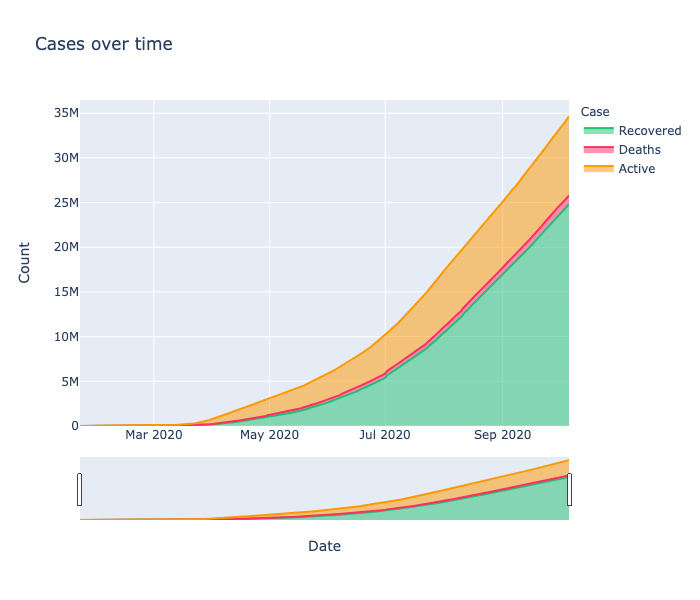 Cases over time
Case
Recovered
Deaths
Active
Count
35M
30M
25M
20M
15M
10M
5M
0
Mar 2020
May 2020
Jul 2020
Sep 2020
Date